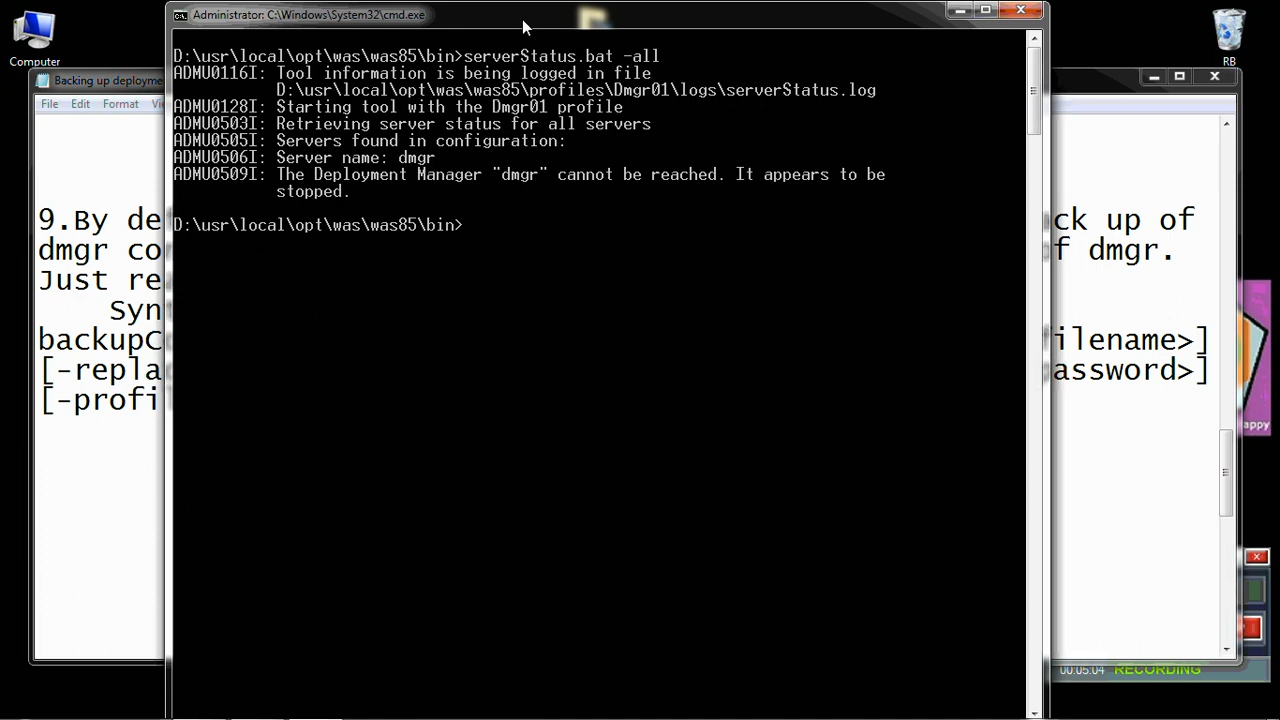 Administrator: C:\Windows\System32\cmd.exe
Computer
RB
Backing up deployme
File Edit Format Vi
D:\usr\local\opt\was\was85\bin>serverStatus.bat -all
ADMU0116I: Tool information is being logged in file
D:\usr\local\opt\was\was85\profiles\Dmgr01\logs\serverStatus.log
ADMU0128I: Starting tool with the Dmgr01 profile
ADMU0503I: Retrieving server status for all servers
ADMU0505I: Servers found in configuration:
ADMU0506I: Server name: dmgr
ADMU0509I: The Deployment Manager "dmgr" cannot be reached. It appears to be
stopped.
D:\usr\local\opt\was\was85\bin>
9.By de ck up of
dmgr co f dmgr.
Just re
Syn
backupC ilename>]
[-repla assword>]
[-profi
appy
00:05:04 RECORDING